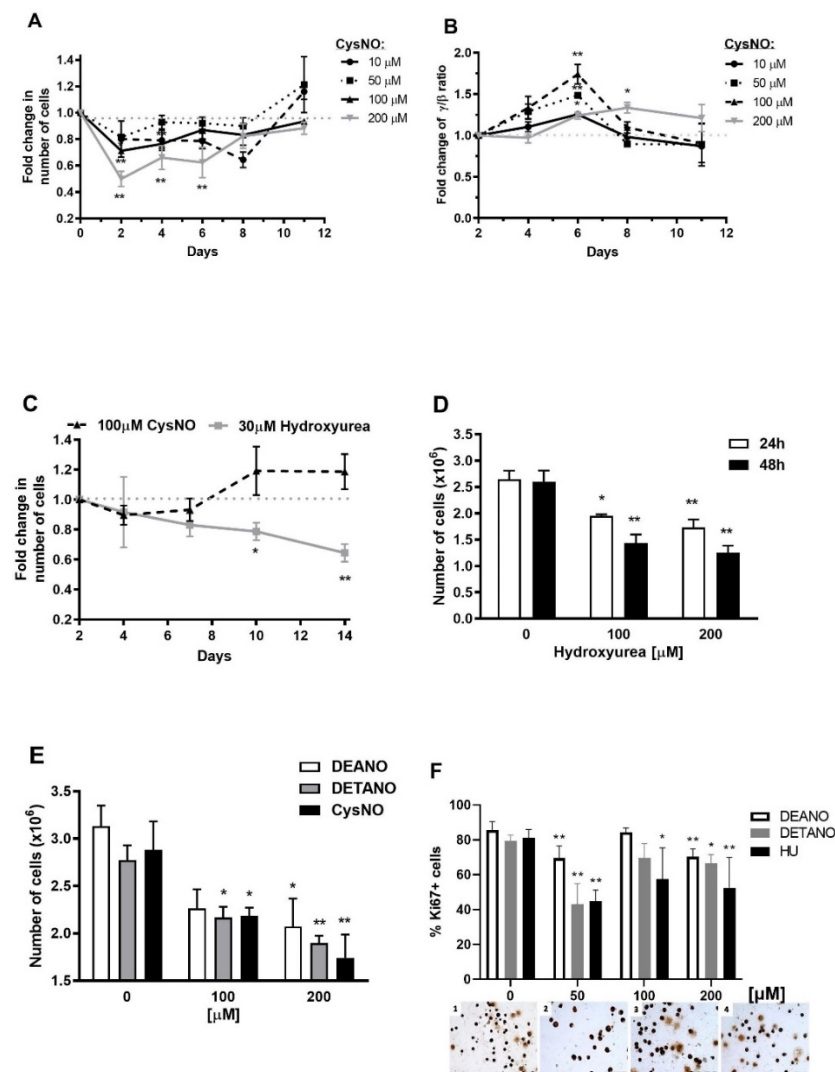 A
CysNO:
10 μM
50 μM
100 μM
200 μM
Fold change in
number of cells
1.4
1.2
1.0
0.8
0.6
0.4
0.2
**
**
**
**
**
0 2 4 6 8 10 12
Days
B
CysNO:
10 μM
50 μM
100 μM
200 μM
Fold change of γ/β ratio
2.0
1.5
1.0
0.5
0.0
**
**
*
*
2 4 6 8 10 12
Days
C
100μM CysNO 30μM Hydroxyurea
Fold change in
number of cells
1.4
1.2
1.0
0.8
0.6
0.4
0.2
*
**
2 4 6 8 10 12 14
Days
D
24h
48h
Number of cells (x10⁶)
3.5
3.0
2.5
2.0
1.5
1.0
0.5
0.0
* ** ** **
0 100 200
Hydroxyurea [μM]
E
DEANO
DETANO
CysNO
Number of cells (x10⁶)
3.5
3.0
2.5
2.0
1.5
* * * ** **
0 100 200
[μM]
F
DEANO
DETANO
HU
% Ki67+ cells
100
80
60
40
20
0
** ** ** * ** * **
0 50 100 200 [μM]
1 2 3 4